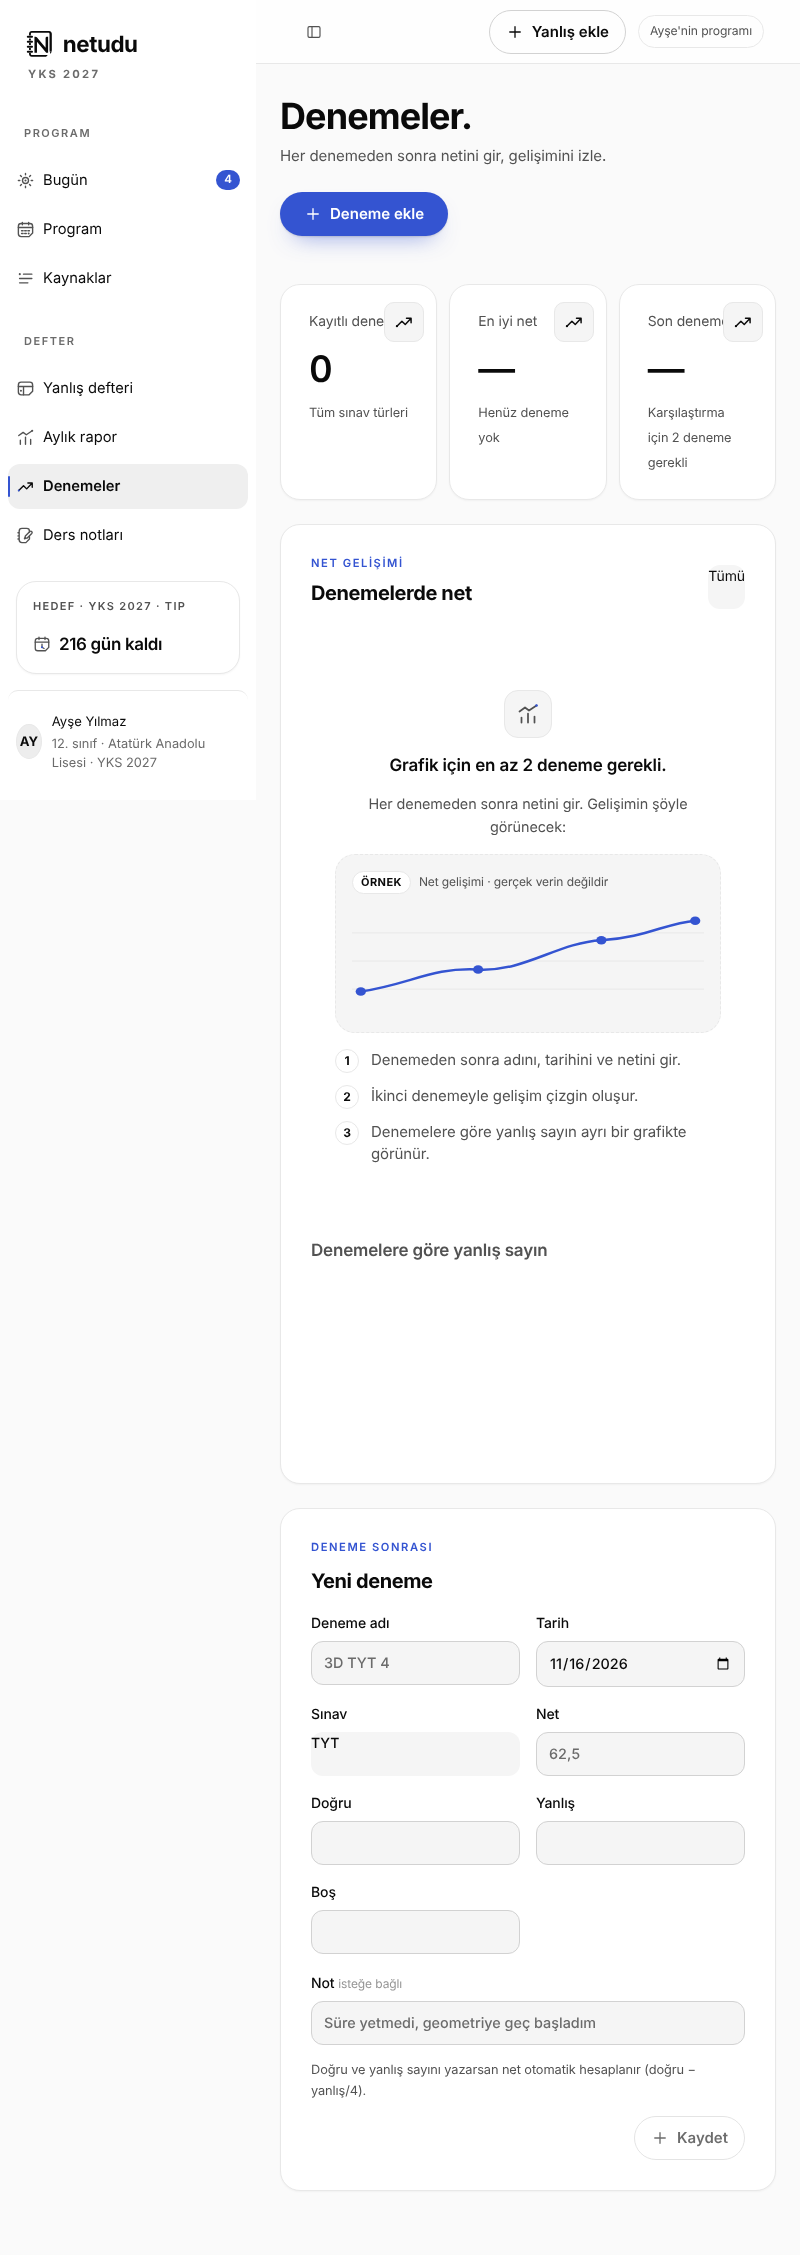 netudu
YKS 2027
PROGRAM
Bugün 4
Program
Kaynaklar
DEFTER
Yanlış defteri
Aylık rapor
Denemeler
Ders notları
HEDEF · YKS 2027 · TIP
216 gün kaldı
AY
Ayşe Yılmaz
12. sınıf · Atatürk Anadolu
Lisesi · YKS 2027
Yanlış ekle
Ayşe'nin programı
Denemeler.
Her denemeden sonra netini gir, gelişimini izle.
Deneme ekle
Kayıtlı dene
0
Tüm sınav türleri
En iyi net
—
Henüz deneme
yok
Son deneme
—
Karşılaştırma
için 2 deneme
gerekli
NET GELİŞİMİ
Denemelerde net
Tümü
Grafik için en az 2 deneme gerekli.
Her denemeden sonra netini gir. Gelişimin şöyle
görünecek:
ÖRNEK Net gelişimi · gerçek verin değildir
1 Denemeden sonra adını, tarihini ve netini gir.
2 İkinci denemeyle gelişim çizgin oluşur.
3 Denemelere göre yanlış sayın ayrı bir grafikte
görünür.
Denemelere göre yanlış sayın
DENEME SONRASI
Yeni deneme
Deneme adı
3D TYT 4
Tarih
11/16/2026
Sınav
TYT
Net
62,5
Doğru
Yanlış
Boş
Not isteğe bağlı
Süre yetmedi, geometriye geç başladım
Doğru ve yanlış sayını yazarsan net otomatik hesaplanır (doğru −
yanlış/4).
Kaydet